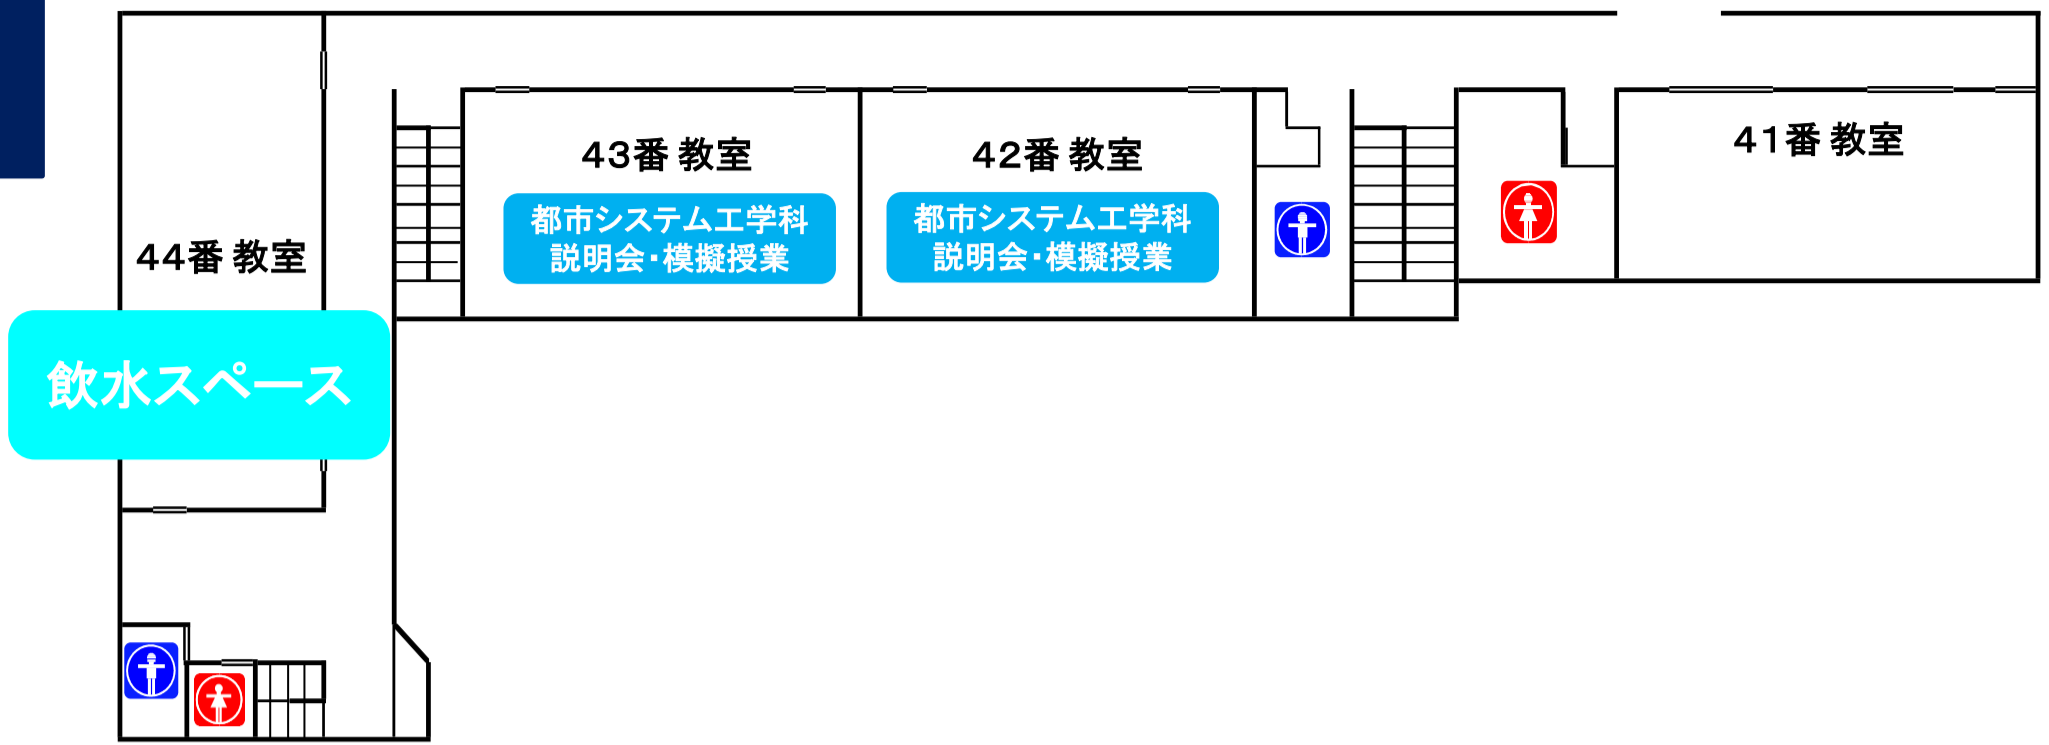 43番 教室
都市システム工学科
説明会・模擬授業
42番 教室
都市システム工学科
説明会・模擬授業
41番 教室
44番 教室
飲水スペース